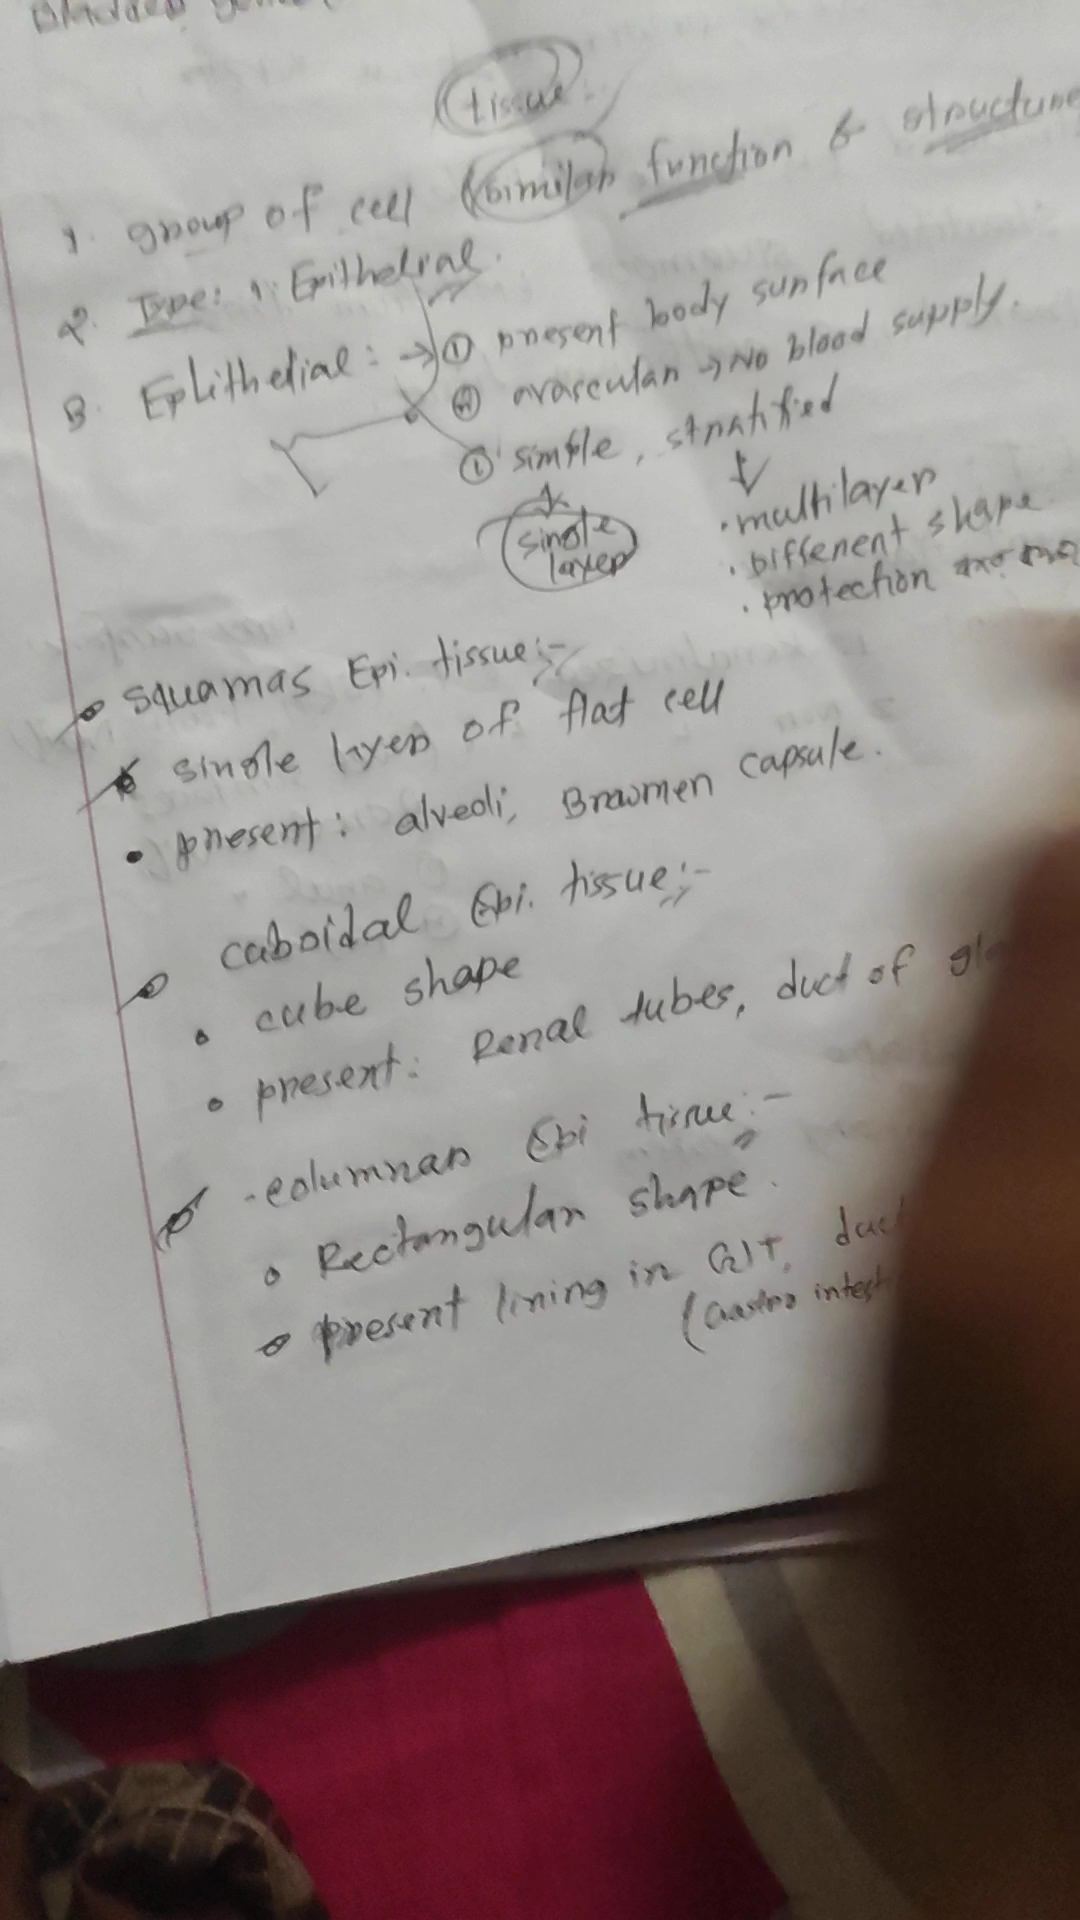 tissue
1. group of cell (similar function & structure
2. Type: 1. Epithelial.
3. Eplithelial: → ① present body surface
② avascular → No blood supply.
① simple, stratified
single layer
• multilayer
• Different shape
• protection
squamas Epi. tissue:-
single layer of flat cell
• present: alveoli, Browmen capsule.
caboidal Epi. tissue:-
• cube shape
• present: Renal tubes, duct of
columnar Epi tissue:-
• Rectangular shape.
• present lining in GIT,
(Gastro